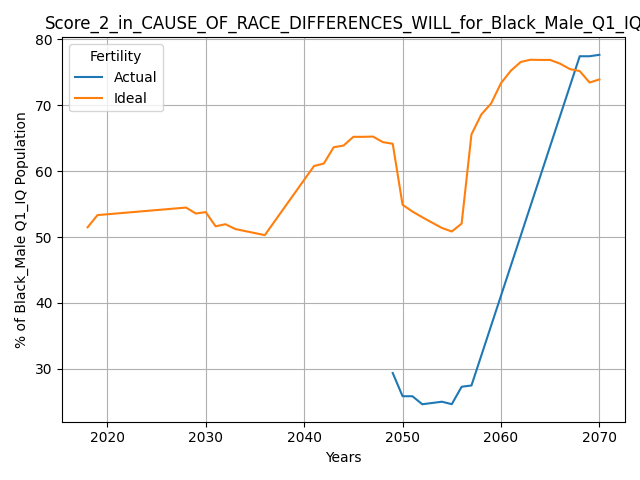 Score_2_in_CAUSE_OF_RACE_DIFFERENCES_WILL_for_Black_Male_Q1_IQ
Fertility
Actual
Ideal
% of Black_Male Q1_IQ Population
80
70
60
50
40
30
2020 2030 2040 2050 2060 2070
Years